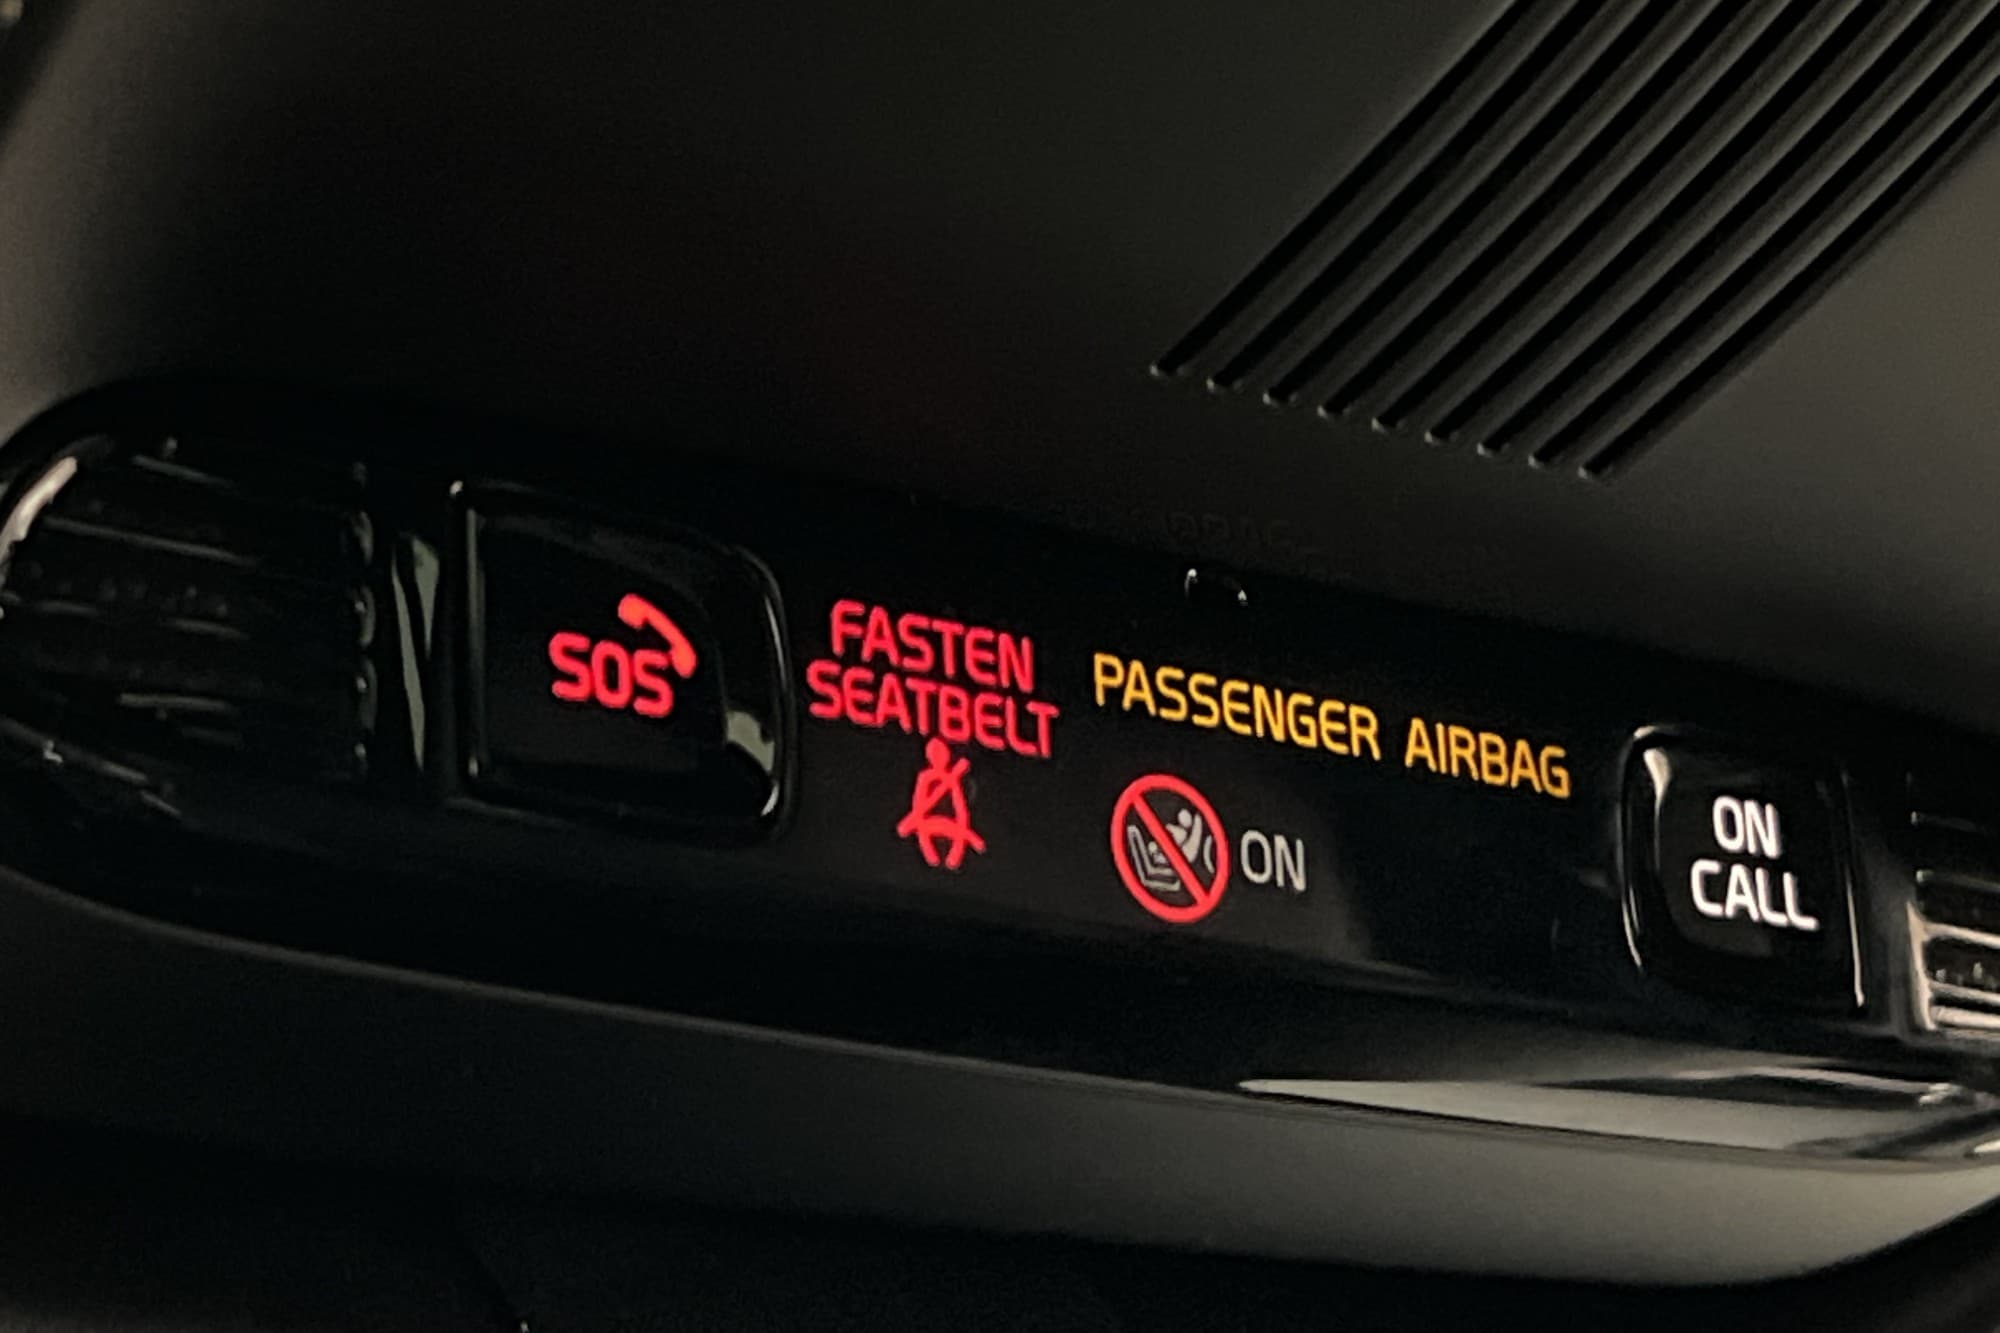 SOS
FASTEN
SEATBELT
PASSENGER AIRBAG
ON
ON
CALL